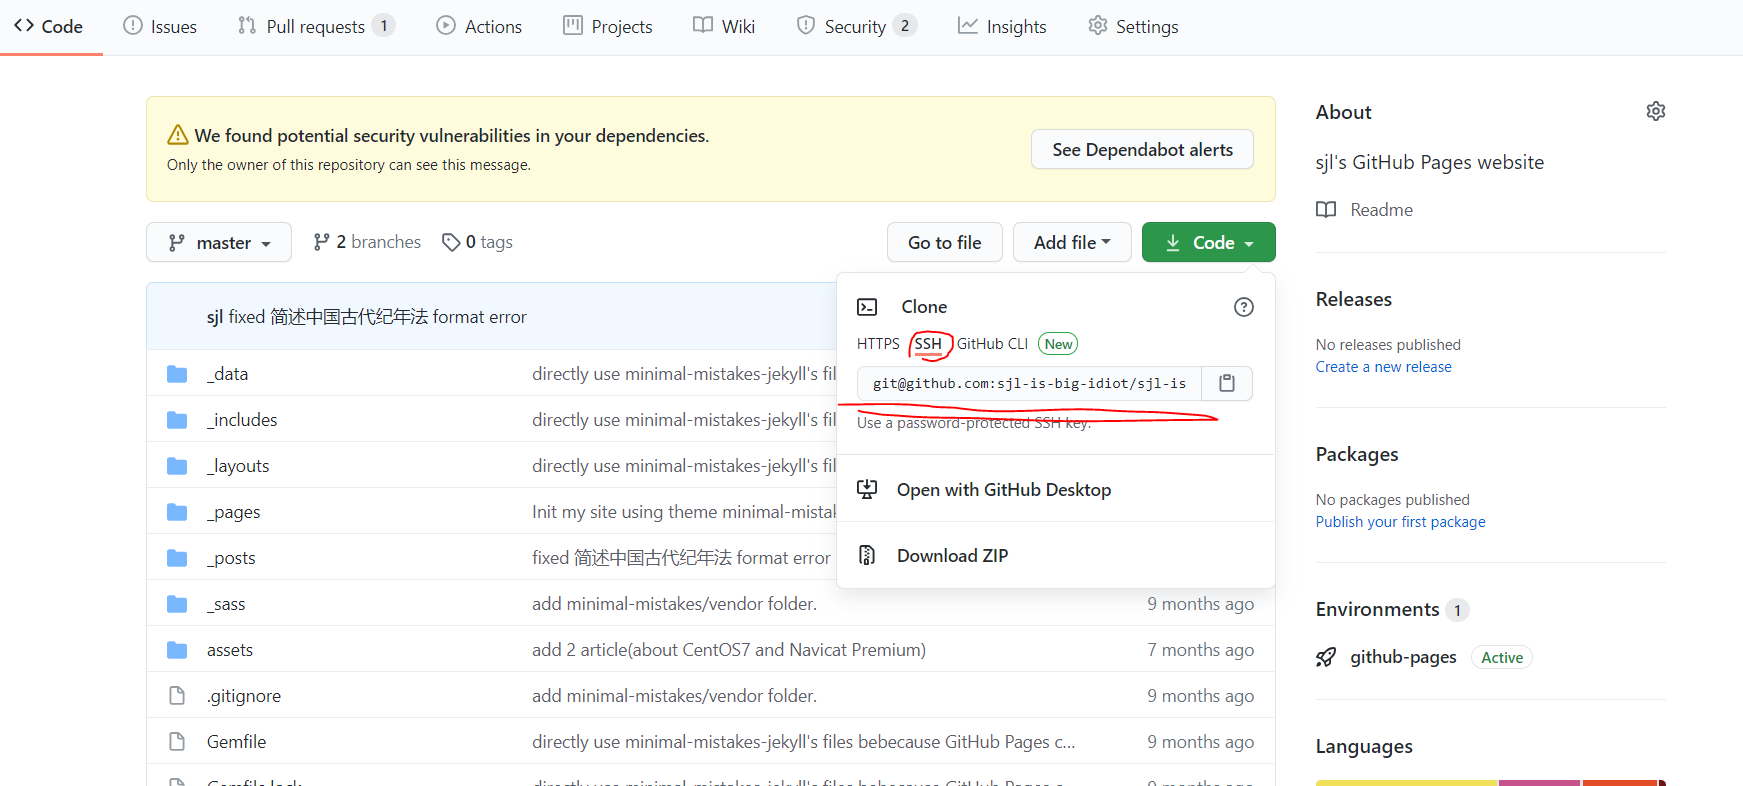 Code Issues Pull requests 1 Actions Projects Wiki Security 2 Insights Settings
We found potential security vulnerabilities in your dependencies.
Only the owner of this repository can see this message.
See Dependabot alerts
master 2 branches 0 tags Go to file Add file Code
sjl fixed 简述中国古代纪年法 format error
_data directly use minimal-mistakes-jekyll's fil
_includes directly use minimal-mistakes-jekyll's fil
_layouts directly use minimal-mistakes-jekyll's fil
_pages Init my site using theme minimal-mistak
_posts fixed 简述中国古代纪年法 format error
_sass add minimal-mistakes/vendor folder. 9 months ago
assets add 2 article(about CentOS7 and Navicat Premium) 7 months ago
.gitignore add minimal-mistakes/vendor folder. 9 months ago
Gemfile directly use minimal-mistakes-jekyll's files bebecause GitHub Pages c... 9 months ago
Clone
HTTPS SSH GitHub CLI New
git@github.com:sjl-is-big-idiot/sjl-is
Use a password-protected SSH key.
Open with GitHub Desktop
Download ZIP
About
sjl's GitHub Pages website
Readme
Releases
No releases published
Create a new release
Packages
No packages published
Publish your first package
Environments 1
github-pages Active
Languages